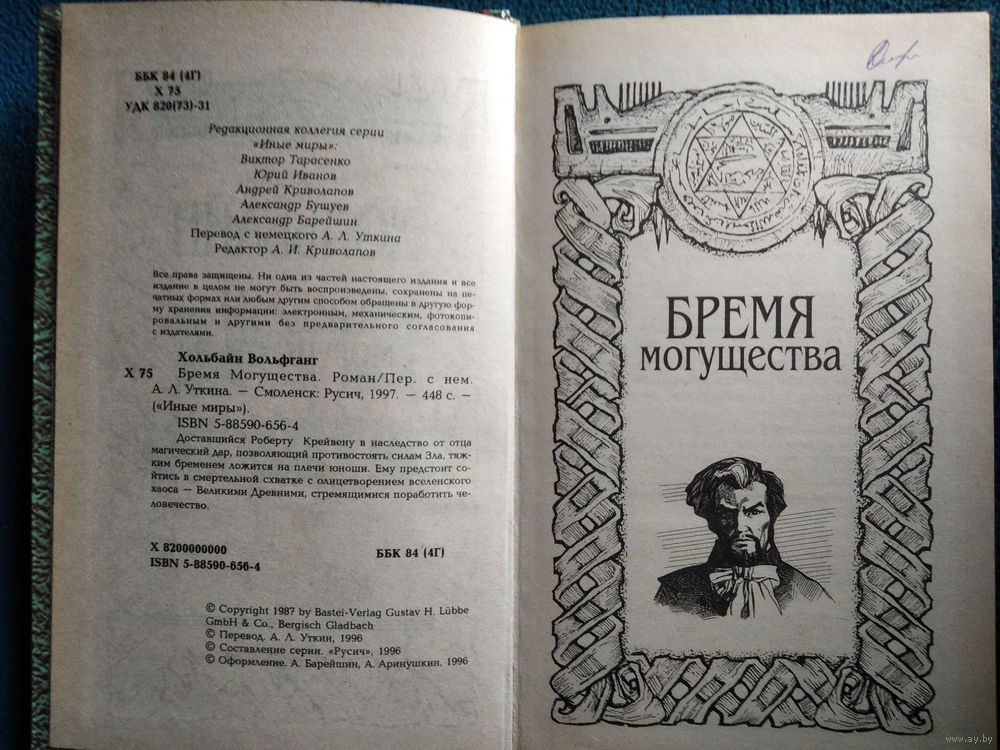 ББК 84 (4Г)
Х 75
УДК 820(73)-31
Редакционная коллегия серии
«Иные миры»:
Виктор Тарасенко
Юрий Иванов
Андрей Криволапов
Александр Бушуев
Александр Барейшин
Перевод с немецкого А. Л. Уткина
Редактор А. И. Криволапов
Все права защищены. Ни одна из частей настоящего издания и все
издание в целом не могут быть воспроизведены, сохранены на пе-
чатных формах или любым другим способом обращены в другую фор-
му хранения информации: электронным, механическим, фотокопи-
ровальным и другими без предварительного согласования
с издателями.
Хольбайн Вольфганг
Х 75 Бремя Могущества. Роман/Пер. с нем.
А. Л. Уткина. — Смоленск: Русич, 1997. — 448 с. —
(«Иные миры»).
ISBN 5-88590-656-4
Доставшийся Роберту Крейвену в наследство от отца
магический дар, позволяющий противостоять силам Зла, тяж-
ким бременем ложится на плечи юноши. Ему предстоит со-
йтись в смертельной схватке с олицетворением вселенского
хаоса — Великими Древними, стремящимися поработить че-
ловечество.
Х 8200000000 ББК 84 (4Г)
ISBN 5-88590-656-4
© Copyright 1987 by Bastei-Verlag Gustav H. Lübbe
GmbH & Co., Bergisch Gladbach
© Перевод. А. Л. Уткин, 1996
© Составление серии. «Русич», 1996
© Оформление. А. Барейшин, А. Аринушкин, 1996
БРЕМЯ
МОГУЩЕСТВА
www.ay.by